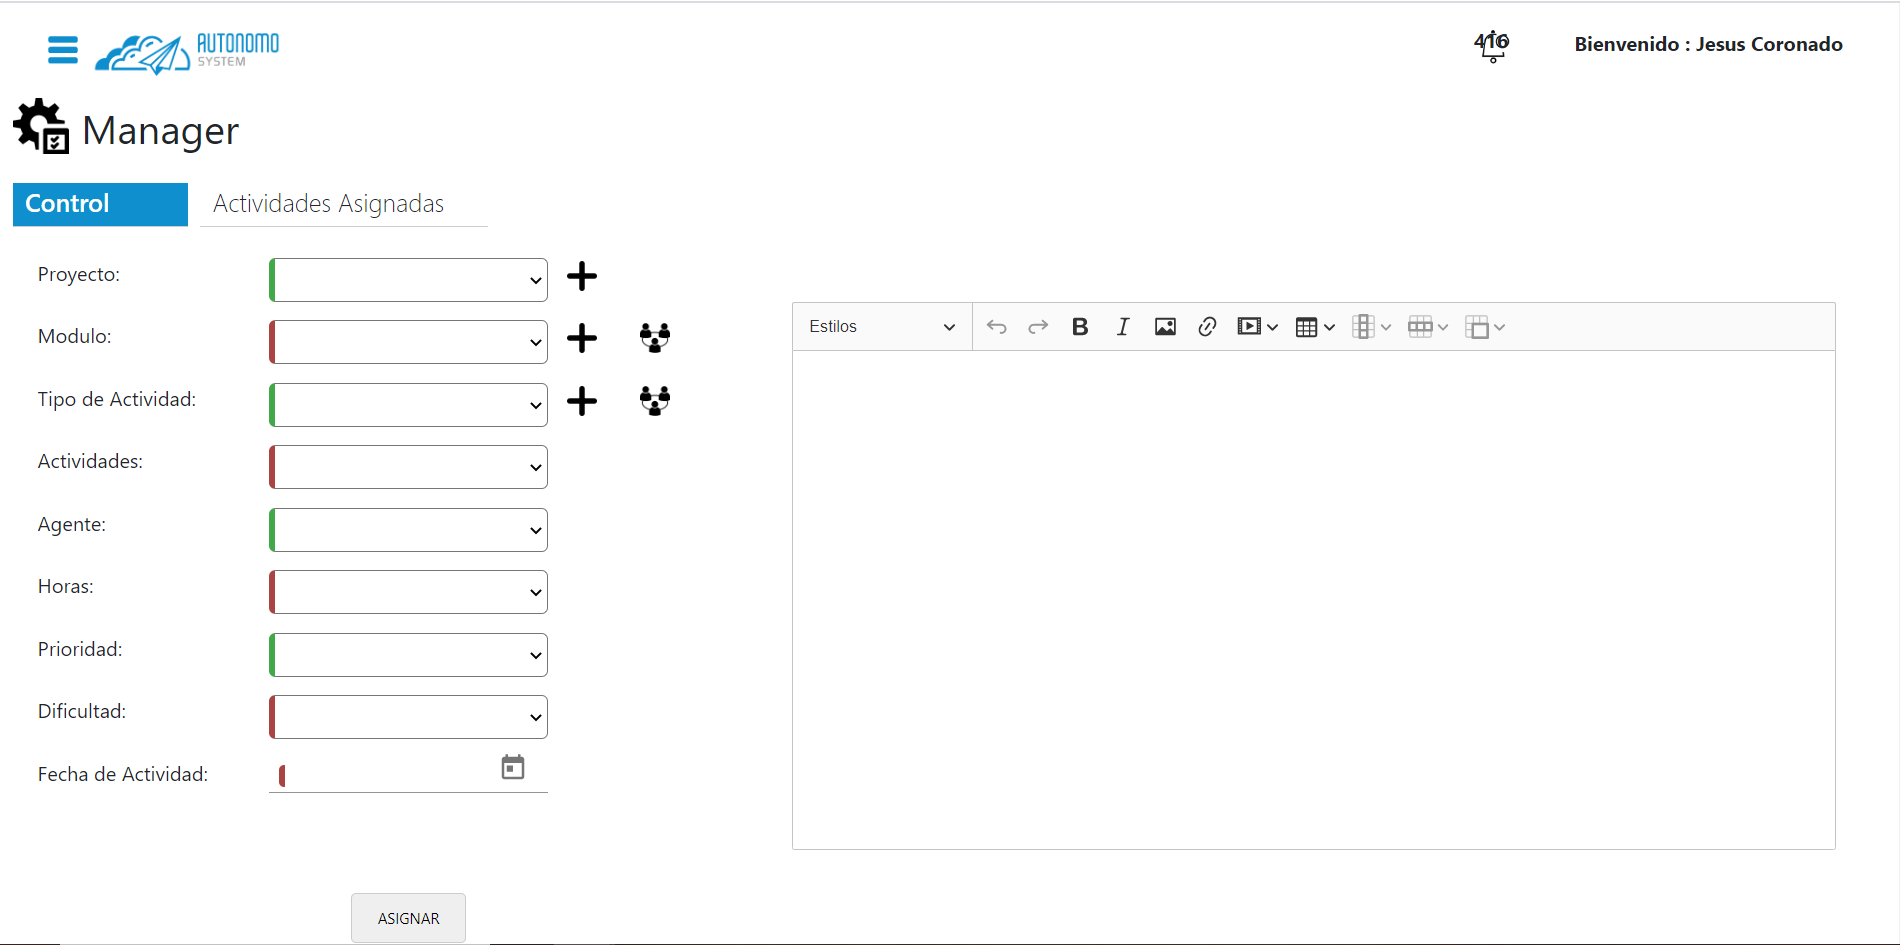 AUTONOMO
SYSTEM
416
Bienvenido : Jesus Coronado
Manager
Control
Actividades Asignadas
Proyecto:
Modulo:
Tipo de Actividad:
Actividades:
Agente:
Horas:
Prioridad:
Dificultad:
Fecha de Actividad:
Estilos
ASIGNAR